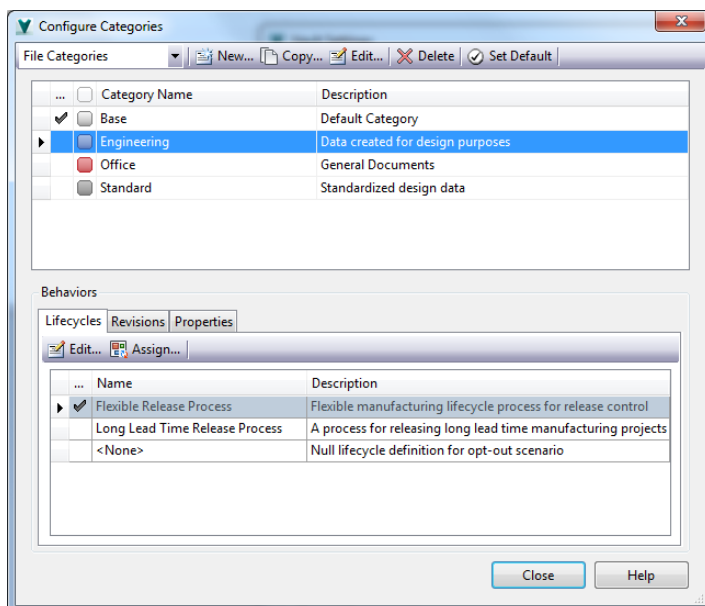 Configure Categories
File Categories New... Copy... Edit... Delete Set Default
... Category Name Description
Base Default Category
Engineering Data created for design purposes
Office General Documents
Standard Standardized design data
Behaviors
Lifecycles Revisions Properties
Edit... Assign...
... Name Description
Flexible Release Process Flexible manufacturing lifecycle process for release control
Long Lead Time Release Process A process for releasing long lead time manufacturing projects
<None> Null lifecycle definition for opt-out scenario
Close Help